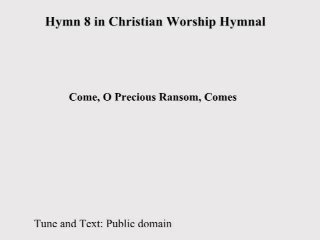 Hymn 8 in Christian Worship Hymnal
Come, O Precious Ransom, Comes
Tune and Text: Public domain